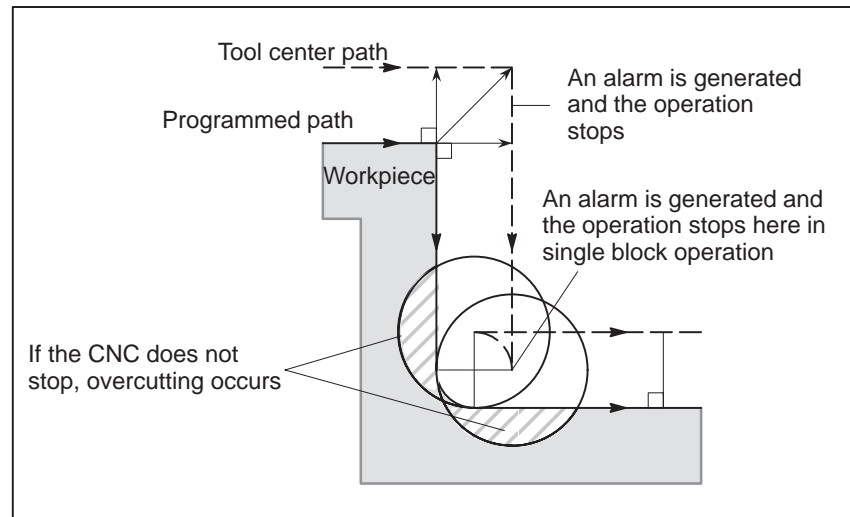 Tool center path
An alarm is generated
and the operation
stops
Programmed path
Workpiece
An alarm is generated and
the operation stops here in
single block operation
If the CNC does not
stop, overcutting occurs